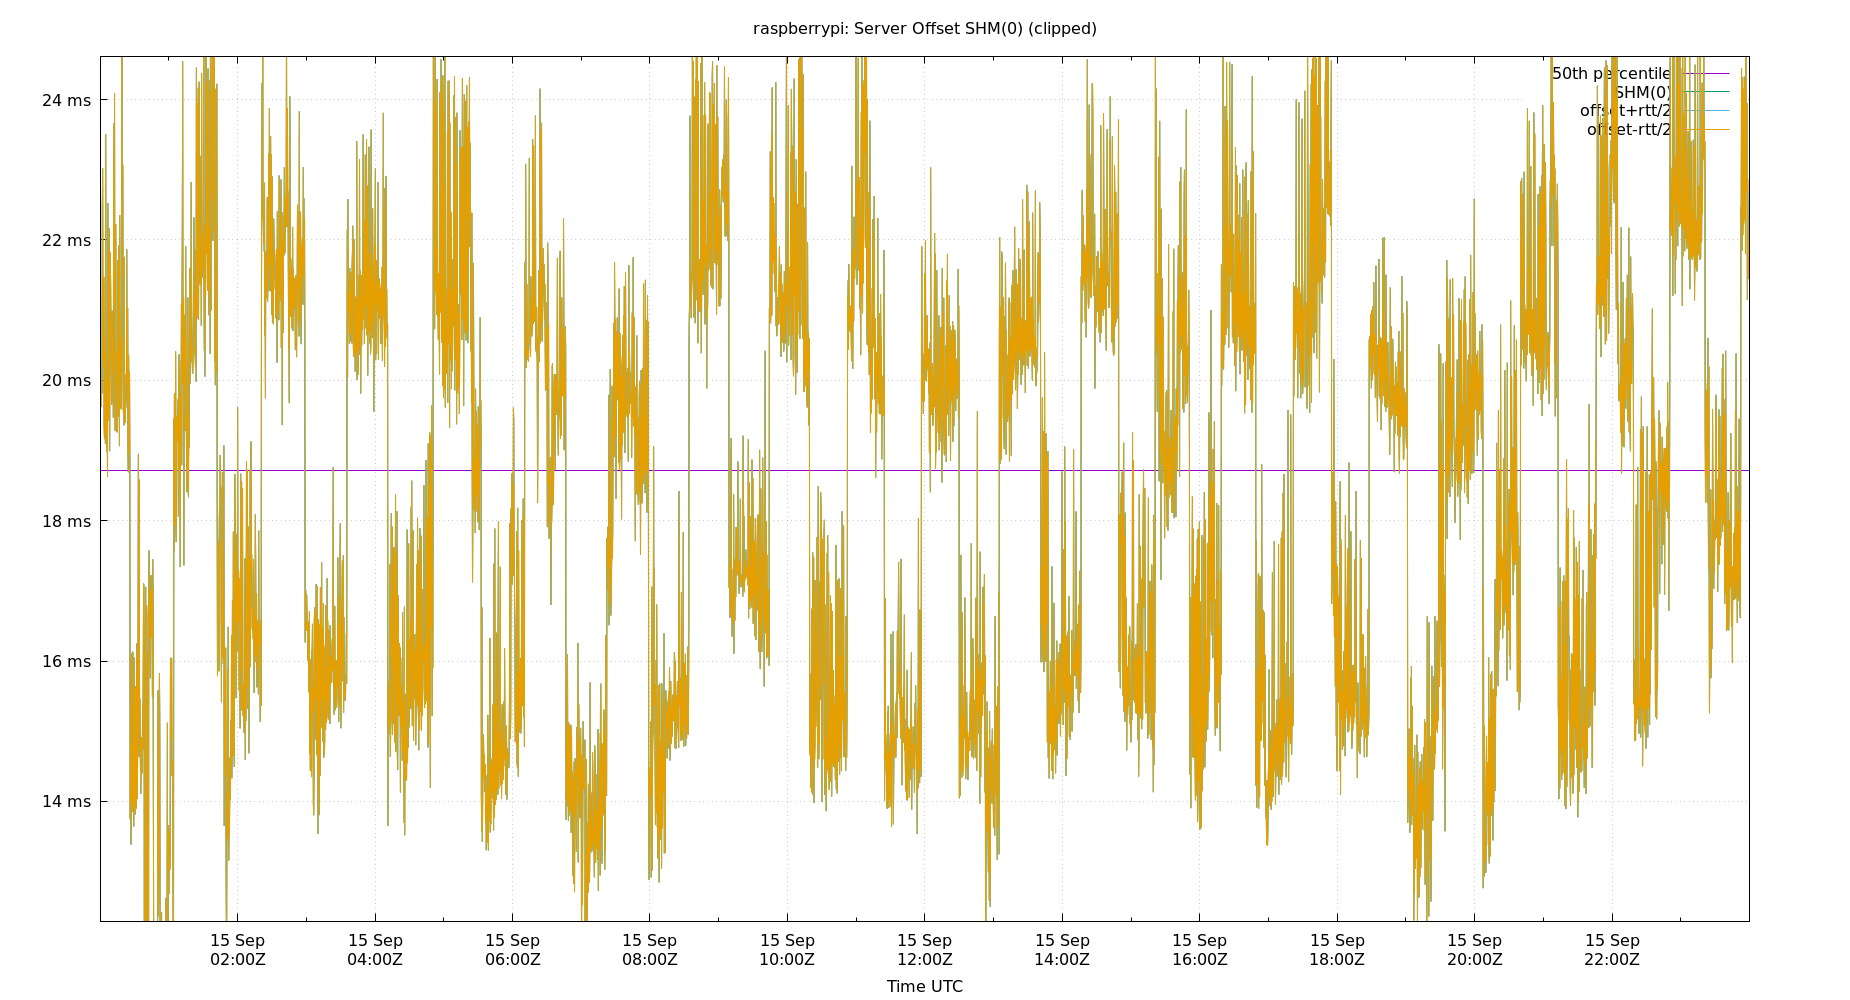 raspberrypi: Server Offset SHM(0) (clipped)
50th percentile
SHM(0)
offset+rtt/2
offset-rtt/2
24 ms
22 ms
20 ms
18 ms
16 ms
14 ms
15 Sep 15 Sep 15 Sep 15 Sep 15 Sep 15 Sep 15 Sep 15 Sep 15 Sep 15 Sep 15 Sep
02:00Z 04:00Z 06:00Z 08:00Z 10:00Z 12:00Z 14:00Z 16:00Z 18:00Z 20:00Z 22:00Z
Time UTC